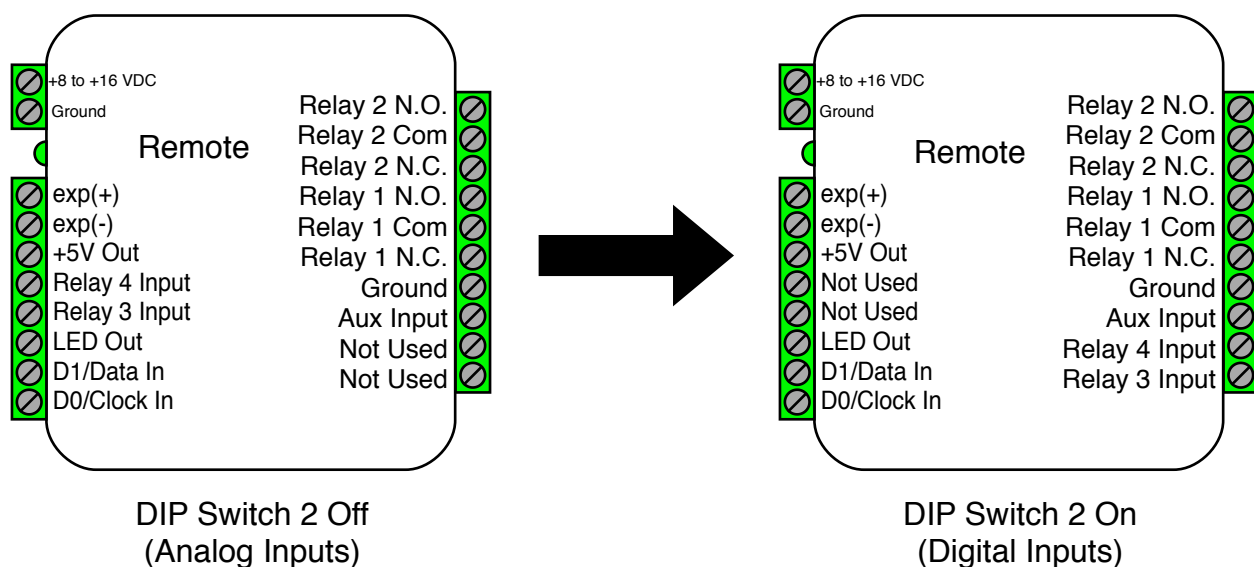 +8 to +16 VDC
Ground
Remote
exp(+)
exp(-)
+5V Out
Relay 4 Input
Relay 3 Input
LED Out
D1/Data In
D0/Clock In
Relay 2 N.O.
Relay 2 Com
Relay 2 N.C.
Relay 1 N.O.
Relay 1 Com
Relay 1 N.C.
Ground
Aux Input
Not Used
Not Used
DIP Switch 2 Off
(Analog Inputs)
+8 to +16 VDC
Ground
Remote
exp(+)
exp(-)
+5V Out
Not Used
Not Used
LED Out
D1/Data In
D0/Clock In
Relay 2 N.O.
Relay 2 Com
Relay 2 N.C.
Relay 1 N.O.
Relay 1 Com
Relay 1 N.C.
Ground
Aux Input
Relay 4 Input
Relay 3 Input
DIP Switch 2 On
(Digital Inputs)